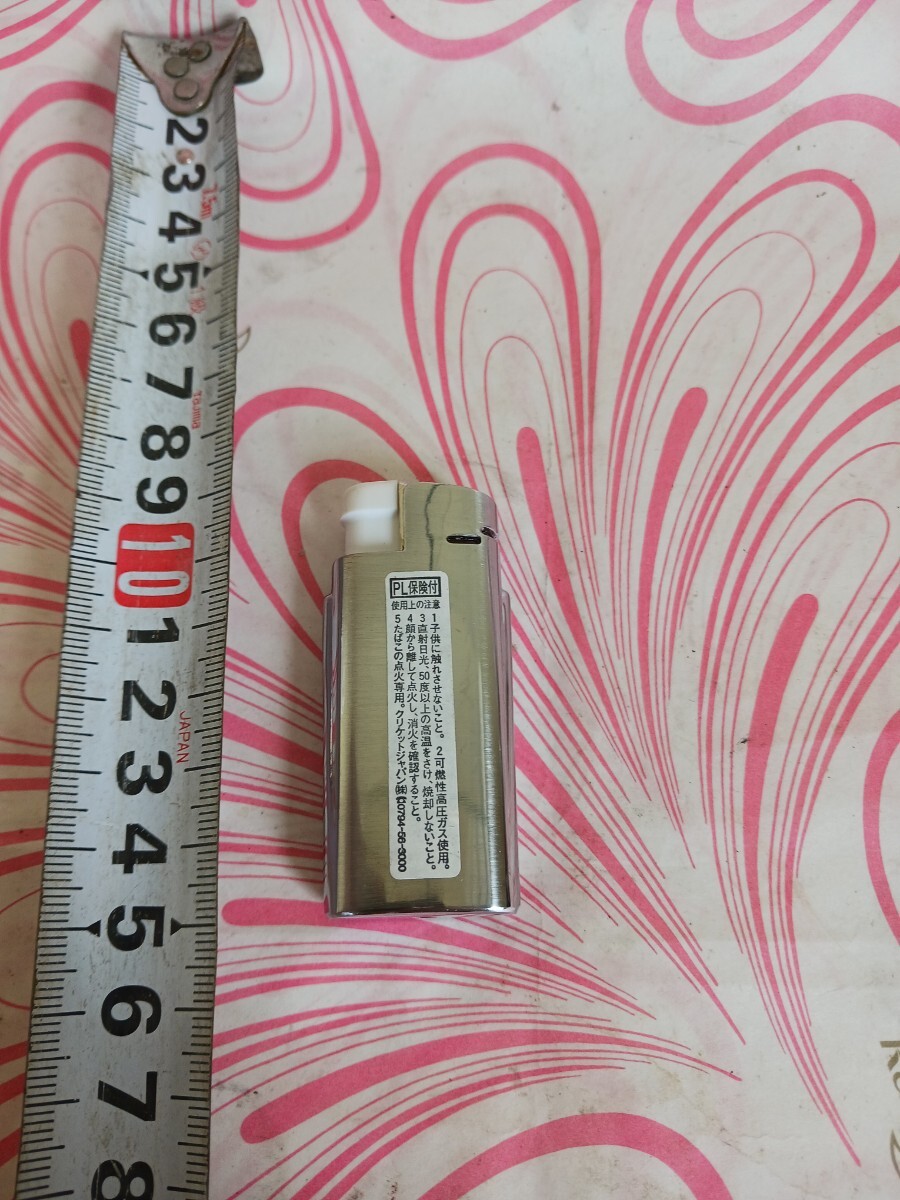 2
3
4
5
6
7
8
9
10
1
2
3
4
5
6
7
8
7.5m
Tajima
JAPAN
PL保険付
使用上の注意
1子供に触れさせないこと。2可燃性高圧ガス使用。
3直射日光、50度以上の高温をさけ、焼却しないこと。
4顔から離して点火し、消火を確認すること。
5たばこの点火専用。クリケットジャパン㈱☎0794-56-3000